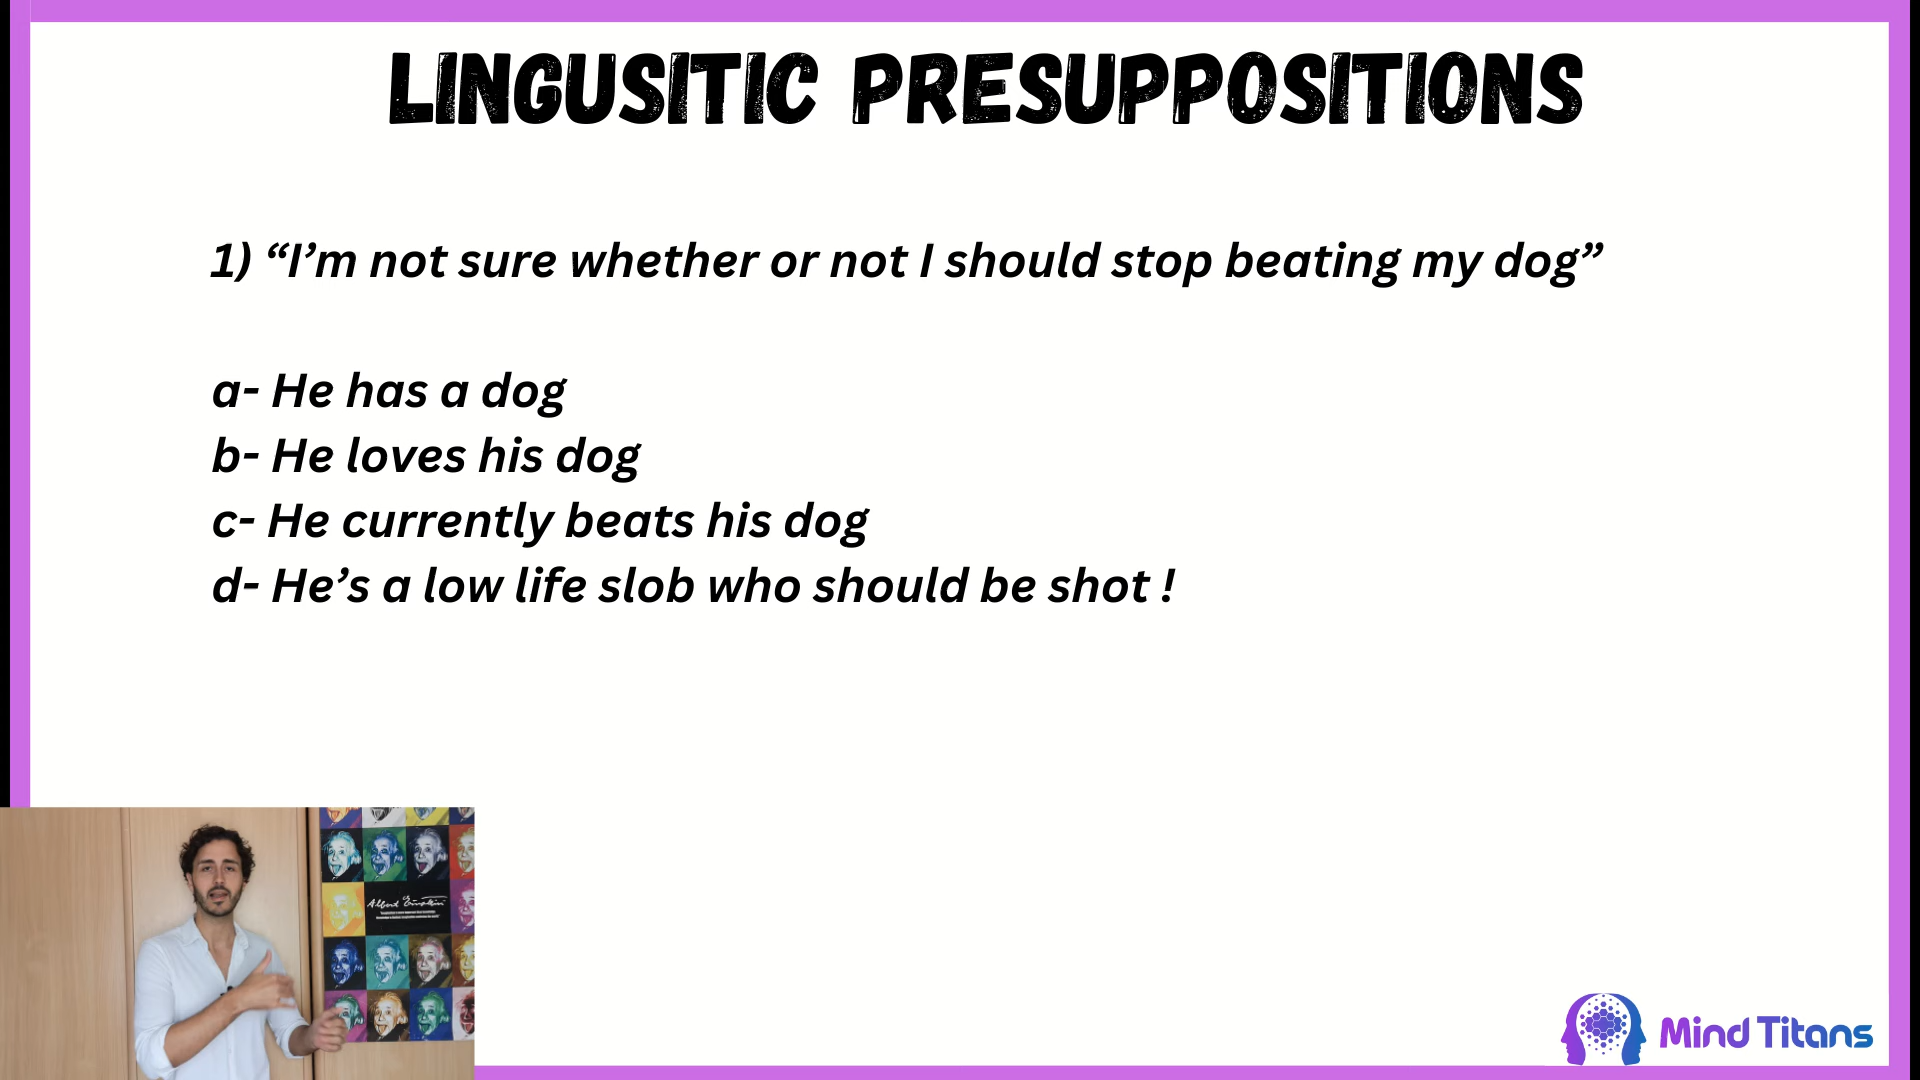 LINGUSITIC PRESUPPOSITIONS
1) “I’m not sure whether or not I should stop beating my dog”
a- He has a dog
b- He loves his dog
c- He currently beats his dog
d- He’s a low life slob who should be shot !
Albert Einstein
Mind Titans